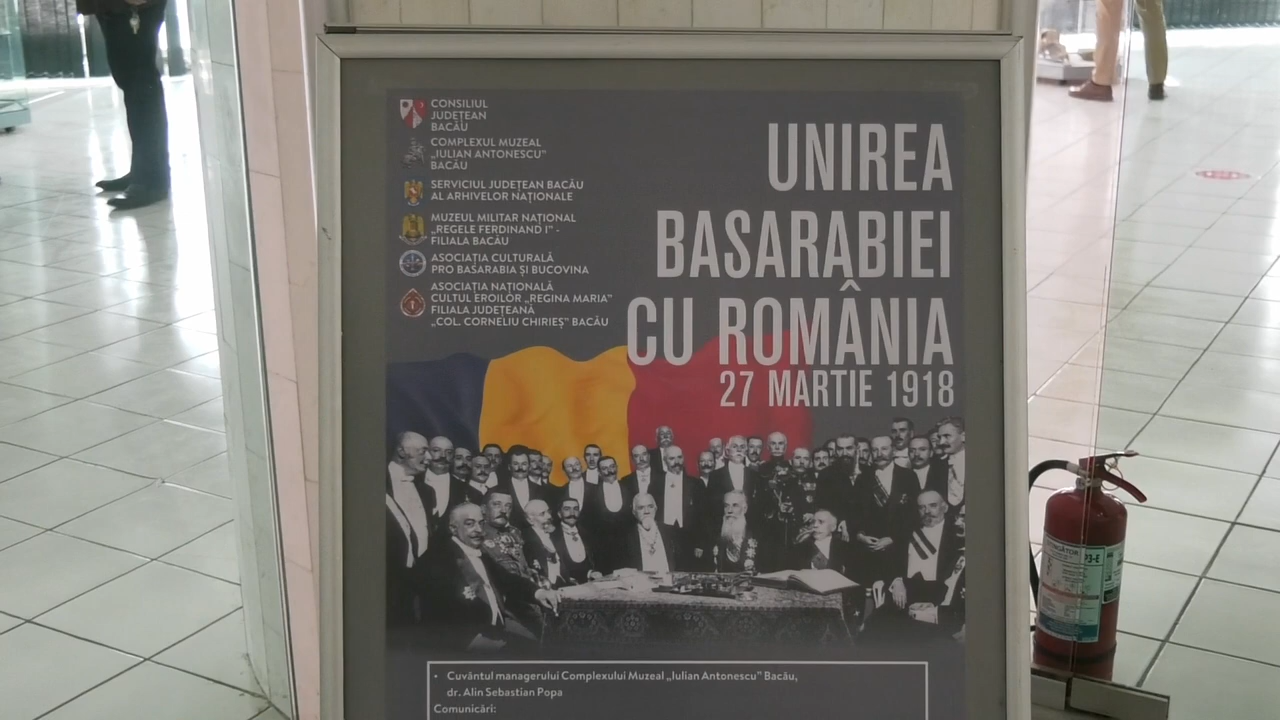 CONSILIUL
JUDEȚEAN
BACĂU
COMPLEXUL MUZEAL
„IULIAN ANTONESCU”
BACĂU
SERVICIUL JUDEȚEAN BACĂU
AL ARHIVELOR NAȚIONALE
MUZEUL MILITAR NAȚIONAL
„REGELE FERDINAND I” -
FILIALA BACĂU
ASOCIAȚIA CULTURALĂ
PRO BASARABIA ȘI BUCOVINA
ASOCIAȚIA NAȚIONALĂ
CULTUL EROILOR „REGINA MARIA”
FILIALA JUDEȚEANĂ
„COL. CORNELIU CHIRIEȘ” BACĂU
UNIREA
BASARABIEI
CU ROMÂNIA
27 MARTIE 1918
• Cuvântul managerului Complexului Muzeal „Iulian Antonescu” Bacău,
dr. Alin Sebastian Popa
Comunicări:
P3-E